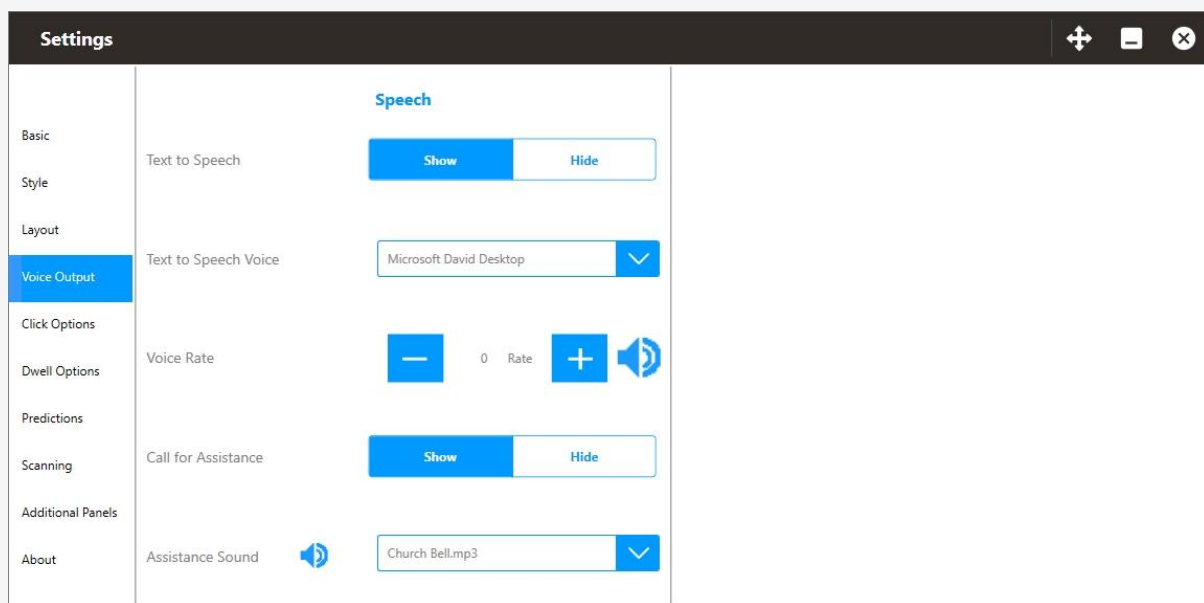 Settings
Basic
Style
Layout
Voice Output
Click Options
Dwell Options
Predictions
Scanning
Additional Panels
About
Speech
Text to Speech Show Hide
Text to Speech Voice Microsoft David Desktop
Voice Rate 0 Rate
Call for Assistance Show Hide
Assistance Sound Church Bell.mp3